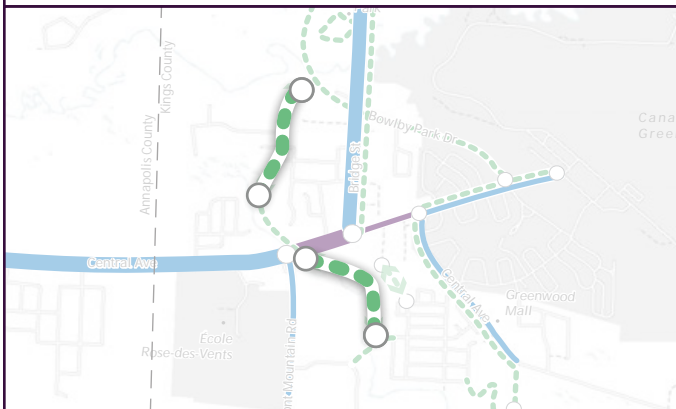 Kings County
Annapolis County
Bowlby Park Dr
Cana
Gree
Bridge St
Central Ave
Central Ave
Greenwood
Mall
École
Rose-des-Vents
ont Mountain Rd